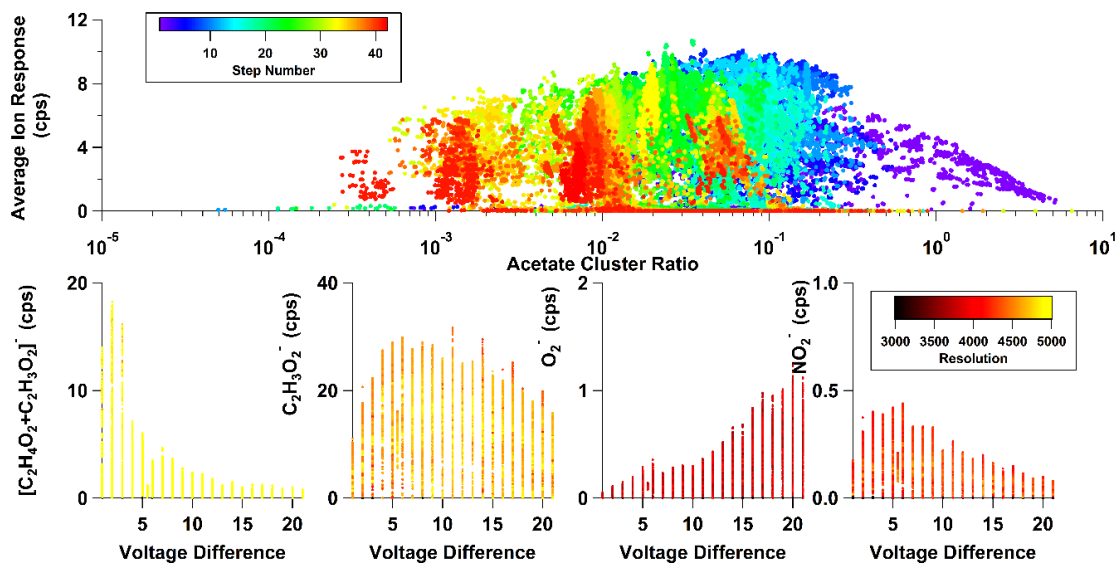 12
8
4
0
Average Ion Response
(cps)
10 20 30 40
Step Number
10^-5 10^-4 10^-3 10^-2 10^-1 10^0 10^1
Acetate Cluster Ratio
20
10
0
[C2H4O2+C2H3O2]^- (cps)
5 10 15 20
Voltage Difference
40
20
0
C2H3O2^- (cps)
5 10 15 20
Voltage Difference
2
1
0
O2^- (cps)
5 10 15 20
Voltage Difference
1.0
0.5
0.0
NO2^- (cps)
5 10 15 20
Voltage Difference
3000 3500 4000 4500 5000
Resolution